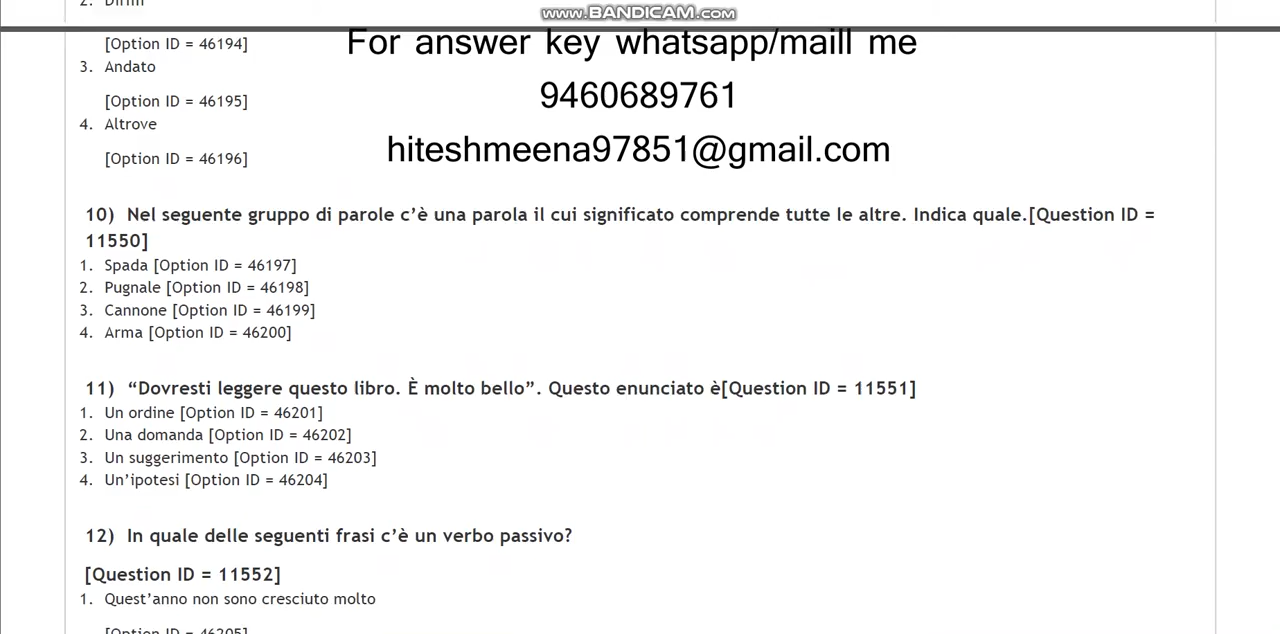 2. Dirimi
www.BANDICAM.com
[Option ID = 46194]
For answer key whatsapp/maill me
3. Andato
9460689761
[Option ID = 46195]
4. Altrove
hiteshmeena97851@gmail.com
[Option ID = 46196]
10) Nel seguente gruppo di parole c’è una parola il cui significato comprende tutte le altre. Indica quale.[Question ID =
11550]
1. Spada [Option ID = 46197]
2. Pugnale [Option ID = 46198]
3. Cannone [Option ID = 46199]
4. Arma [Option ID = 46200]
11) “Dovresti leggere questo libro. È molto bello”. Questo enunciato è[Question ID = 11551]
1. Un ordine [Option ID = 46201]
2. Una domanda [Option ID = 46202]
3. Un suggerimento [Option ID = 46203]
4. Un’ipotesi [Option ID = 46204]
12) In quale delle seguenti frasi c’è un verbo passivo?
[Question ID = 11552]
1. Quest’anno non sono cresciuto molto
[Option ID = 46205]